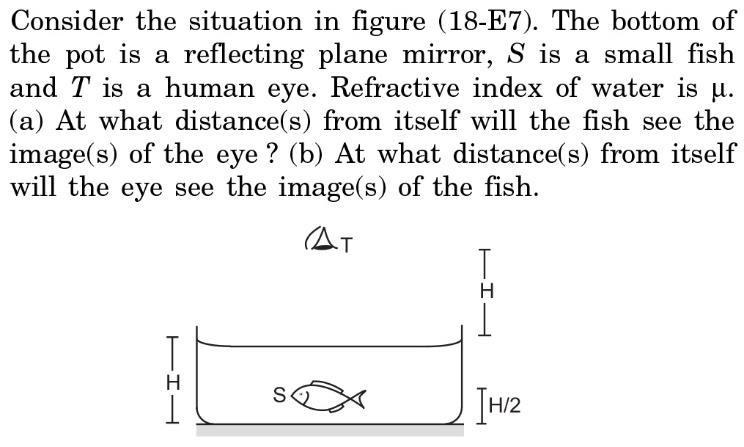 Consider the situation in figure (18-E7). The bottom of
the pot is a reflecting plane mirror, S is a small fish
and T is a human eye. Refractive index of water is μ.
(a) At what distance(s) from itself will the fish see the
image(s) of the eye ? (b) At what distance(s) from itself
will the eye see the image(s) of the fish.
T
H
H
S
H/2